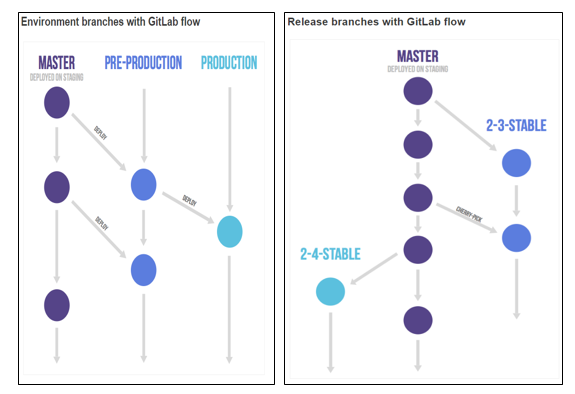 Environment branches with GitLab flow
MASTER
DEPLOYED ON STAGING
PRE-PRODUCTION
PRODUCTION
DEPLOY
DEPLOY
DEPLOY
Release branches with GitLab flow
MASTER
DEPLOYED ON STAGING
2-3-STABLE
CHERRY-PICK
2-4-STABLE